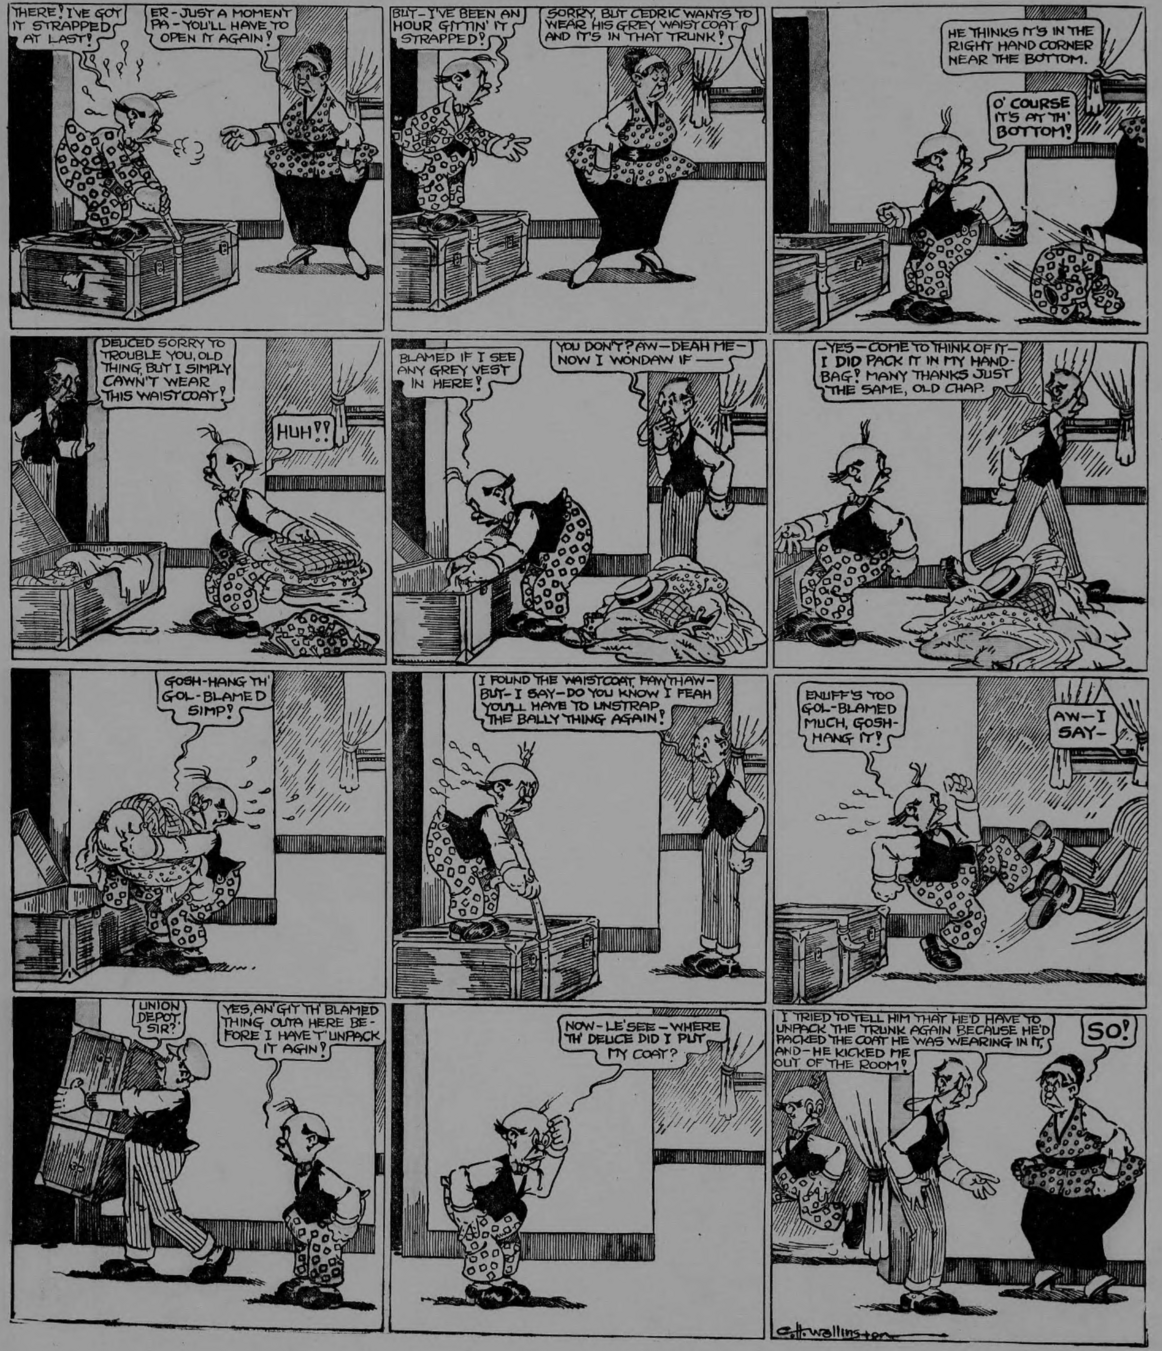 THERE! I'VE GOT
IT STRAPPED
AT LAST!
ER-JUST A MOMENT
PA-YOU'LL HAVE TO
OPEN IT AGAIN!
BUT-I'VE BEEN AN
HOUR GITTIN' IT
STRAPPED!
SORRY, BUT CEDRIC WANTS TO
WEAR HIS GREY WAISTCOAT
AND IT'S IN THAT TRUNK!
HE THINKS IT'S IN THE
RIGHT HAND CORNER
NEAR THE BOTTOM.
O' COURSE
IT'S AT TH'
BOTTOM!
DEUCED SORRY TO
TROUBLE YOU, OLD
THING, BUT I SIMPLY
CAWN'T WEAR
THIS WAISTCOAT!
HUH!!
BLAMED IF I SEE
ANY GREY VEST
IN HERE!
YOU DON'T? AW-DEAH ME-
NOW I WONDAW IF ——
-YES-COME TO THINK OF IT-
I DID PACK IT IN MY HAND-
BAG! MANY THANKS JUST
THE SAME, OLD CHAP.
GOSH-HANG TH'
GOL-BLAMED
SIMP!
I FOUND THE WAISTCOAT, FAWTHAW-
BUT-I SAY-DO YOU KNOW I FEAH
YOU'LL HAVE TO UNSTRAP
THE BALLY THING AGAIN!
ENUFF'S TOO
GOL-BLAMED
MUCH, GOSH-
HANG IT!
AW-I
SAY-
UNION
DEPOT,
SIR?
YES, AN' GIT TH' BLAMED
THING OUTA HERE BE-
FORE I HAVE T' UNPACK
IT AGIN!
NOW-LE'SEE-WHERE
TH' DEUCE DID I PUT
MY COAT?
I TRIED TO TELL HIM THAT HE'D HAVE TO
UNPACK THE TRUNK AGAIN BECAUSE HE'D
PACKED THE COAT HE WAS WEARING IN IT,
AND-HE KICKED ME
OUT OF THE ROOM!
SO!
C.H. Wellington